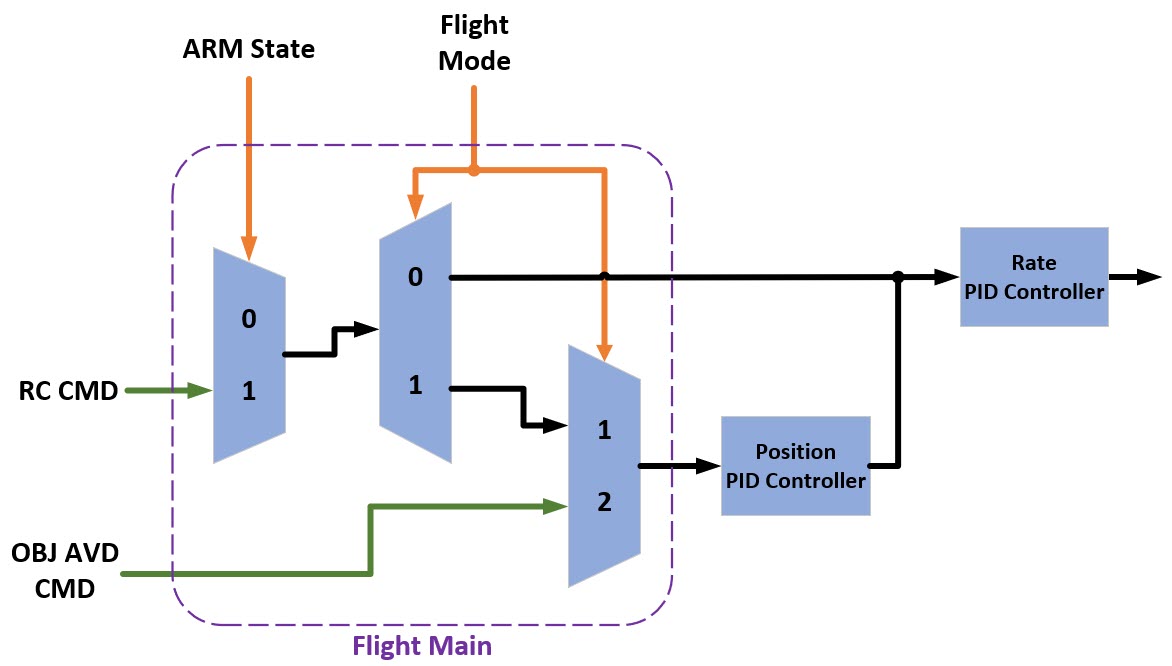 ARM State
Flight
Mode
0
1
RC CMD
0
1
1
2
OBJ AVD
CMD
Rate
PID Controller
Position
PID Controller
Flight Main